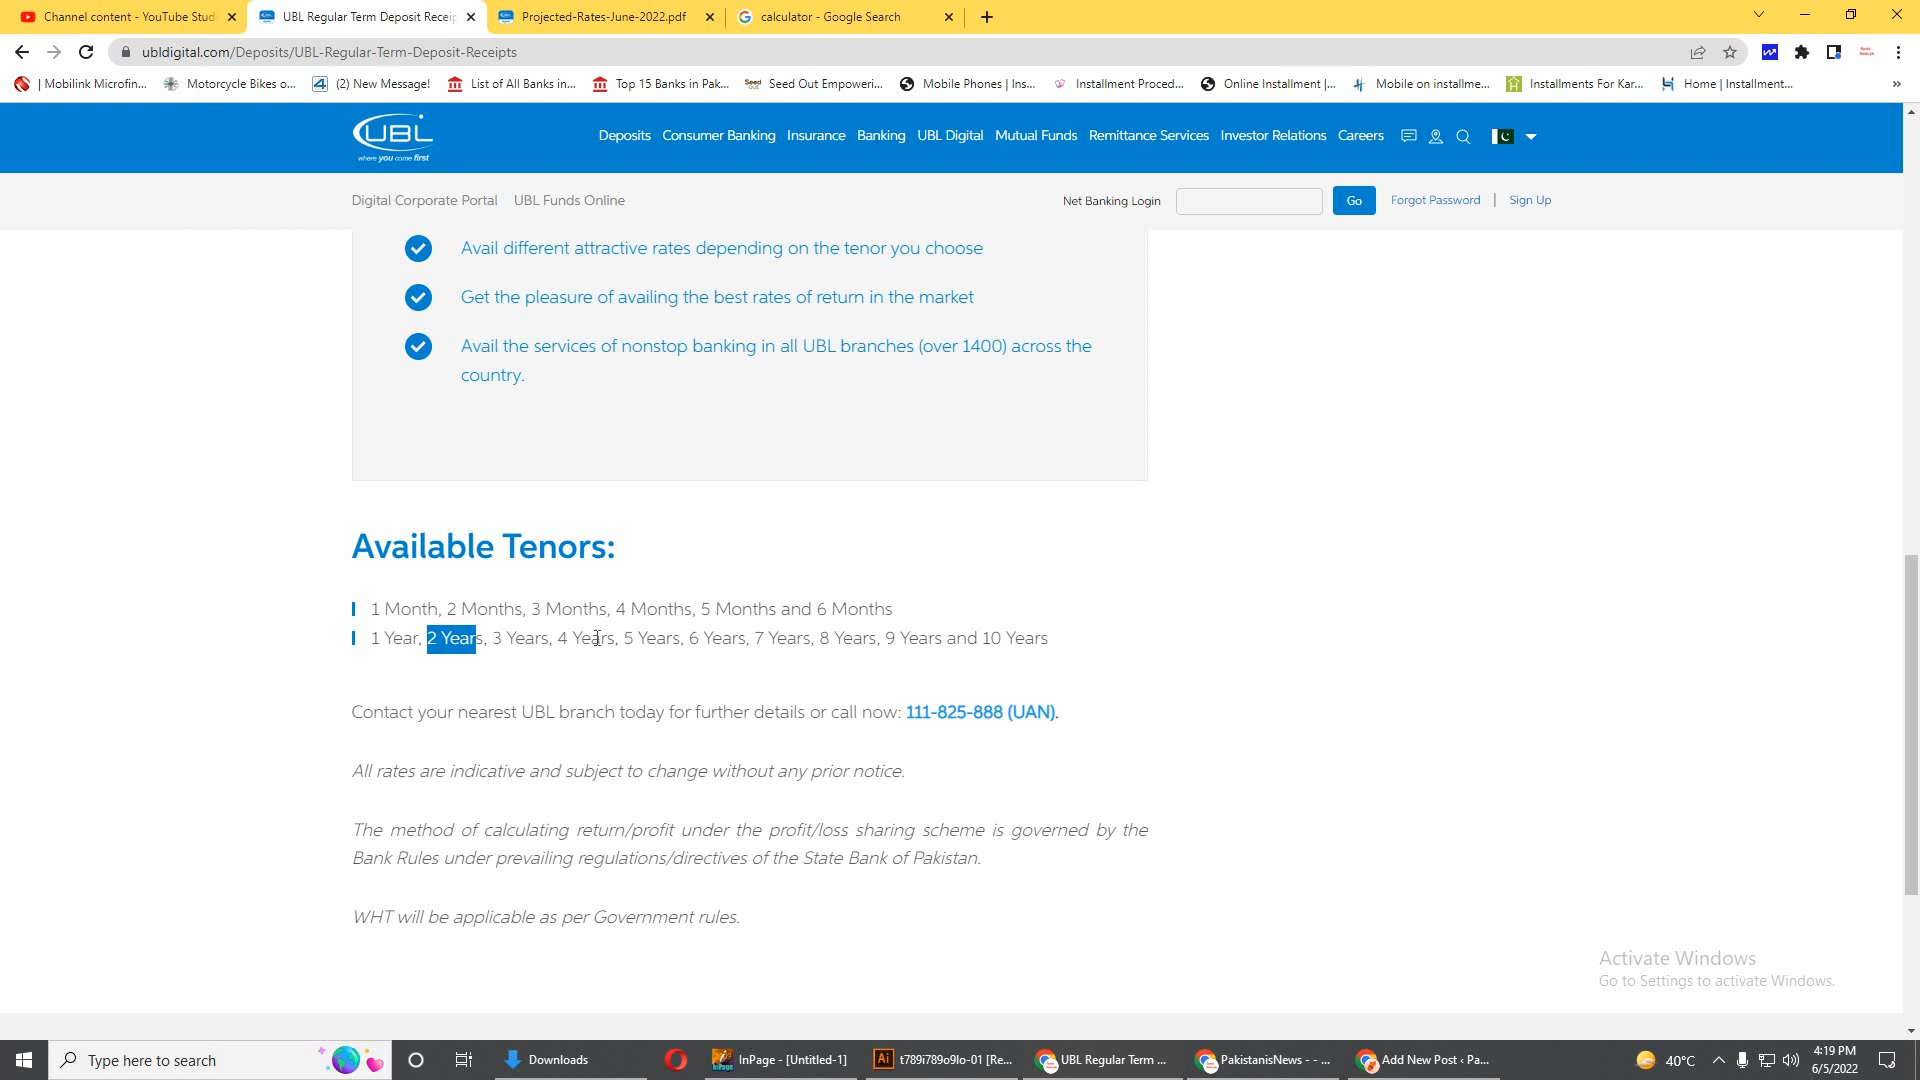 Channel content - YouTube Stud
UBL Regular Term Deposit Receip
Projected-Rates-June-2022.pdf
calculator - Google Search
ubldigital.com/Deposits/UBL-Regular-Term-Deposit-Receipts
| Mobilink Microfin...
Motorcycle Bikes o...
(2) New Message!
List of All Banks in...
Top 15 Banks in Pak...
Seed Out Empoweri...
Mobile Phones | Ins...
Installment Proced...
Online Installment |...
Mobile on installme...
Installments For Kar...
Home | Installment...
UBL
where you come first
Deposits
Consumer Banking
Insurance
Banking
UBL Digital
Mutual Funds
Remittance Services
Investor Relations
Careers
Digital Corporate Portal
UBL Funds Online
Net Banking Login
Go
Forgot Password
|
Sign Up
Avail different attractive rates depending on the tenor you choose
Get the pleasure of availing the best rates of return in the market
Avail the services of nonstop banking in all UBL branches (over 1400) across the
country.
Available Tenors:
1 Month, 2 Months, 3 Months, 4 Months, 5 Months and 6 Months
1 Year, 2 Years, 3 Years, 4 Years, 5 Years, 6 Years, 7 Years, 8 Years, 9 Years and 10 Years
Contact your nearest UBL branch today for further details or call now: 111-825-888 (UAN).
All rates are indicative and subject to change without any prior notice.
The method of calculating return/profit under the profit/loss sharing scheme is governed by the
Bank Rules under prevailing regulations/directives of the State Bank of Pakistan.
WHT will be applicable as per Government rules.
Activate Windows
Go to Settings to activate Windows.
Type here to search
Downloads
InPage - [Untitled-1]
Ai
t789i789o9lo-01 [Re...
UBL Regular Term ...
PakistanisNews - - ...
Add New Post ‹ Pa...
40°C
4:19 PM
6/5/2022